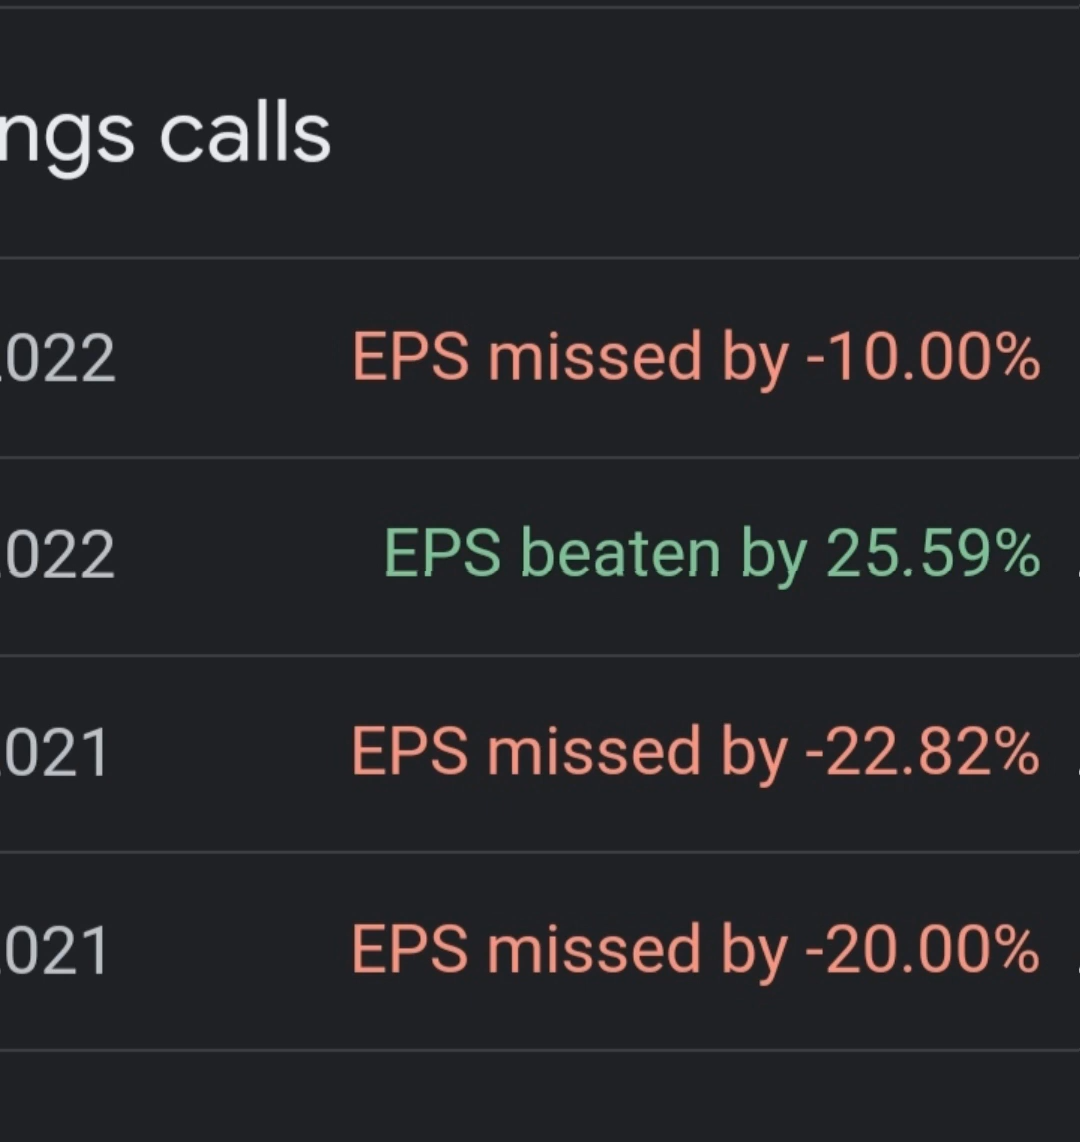 ngs calls
022 EPS missed by -10.00%
022 EPS beaten by 25.59%
021 EPS missed by -22.82%
021 EPS missed by -20.00%